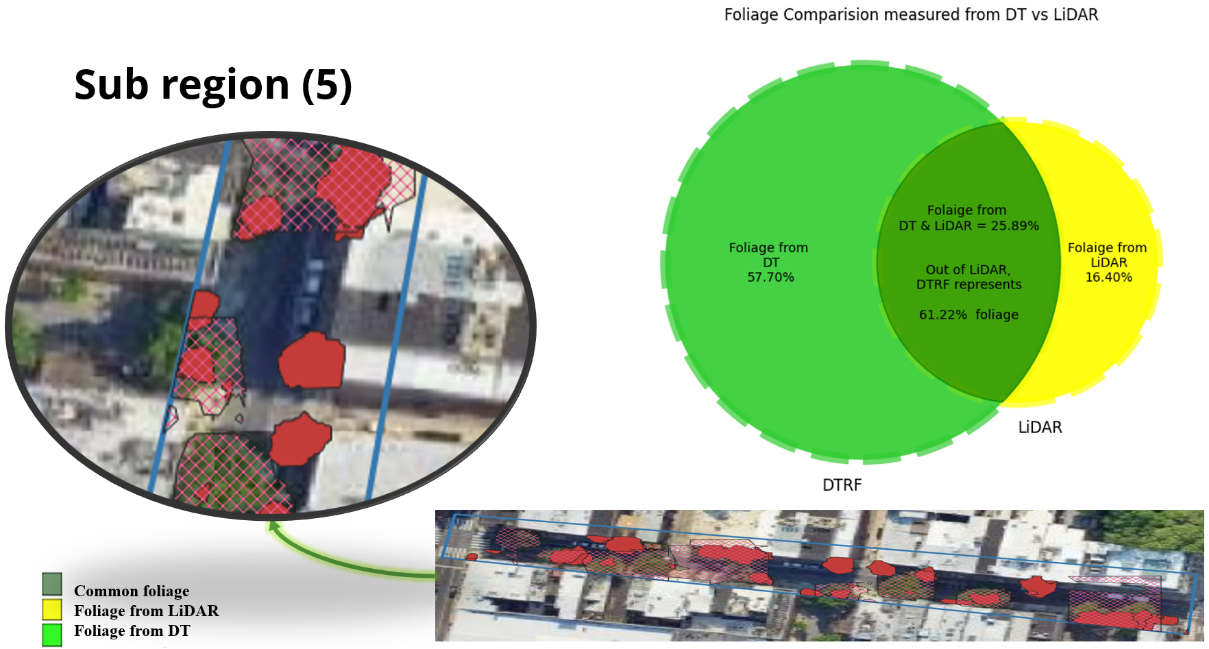 Foliage Comparision measured from DT vs LiDAR
Sub region (5)
Foliage from
DT
57.70%
Folaige from
DT & LiDAR = 25.89%
Out of LiDAR,
DTRF represents
61.22% foliage
Folaige from
LiDAR
16.40%
LiDAR
DTRF
Common foliage
Foliage from LiDAR
Foliage from DT